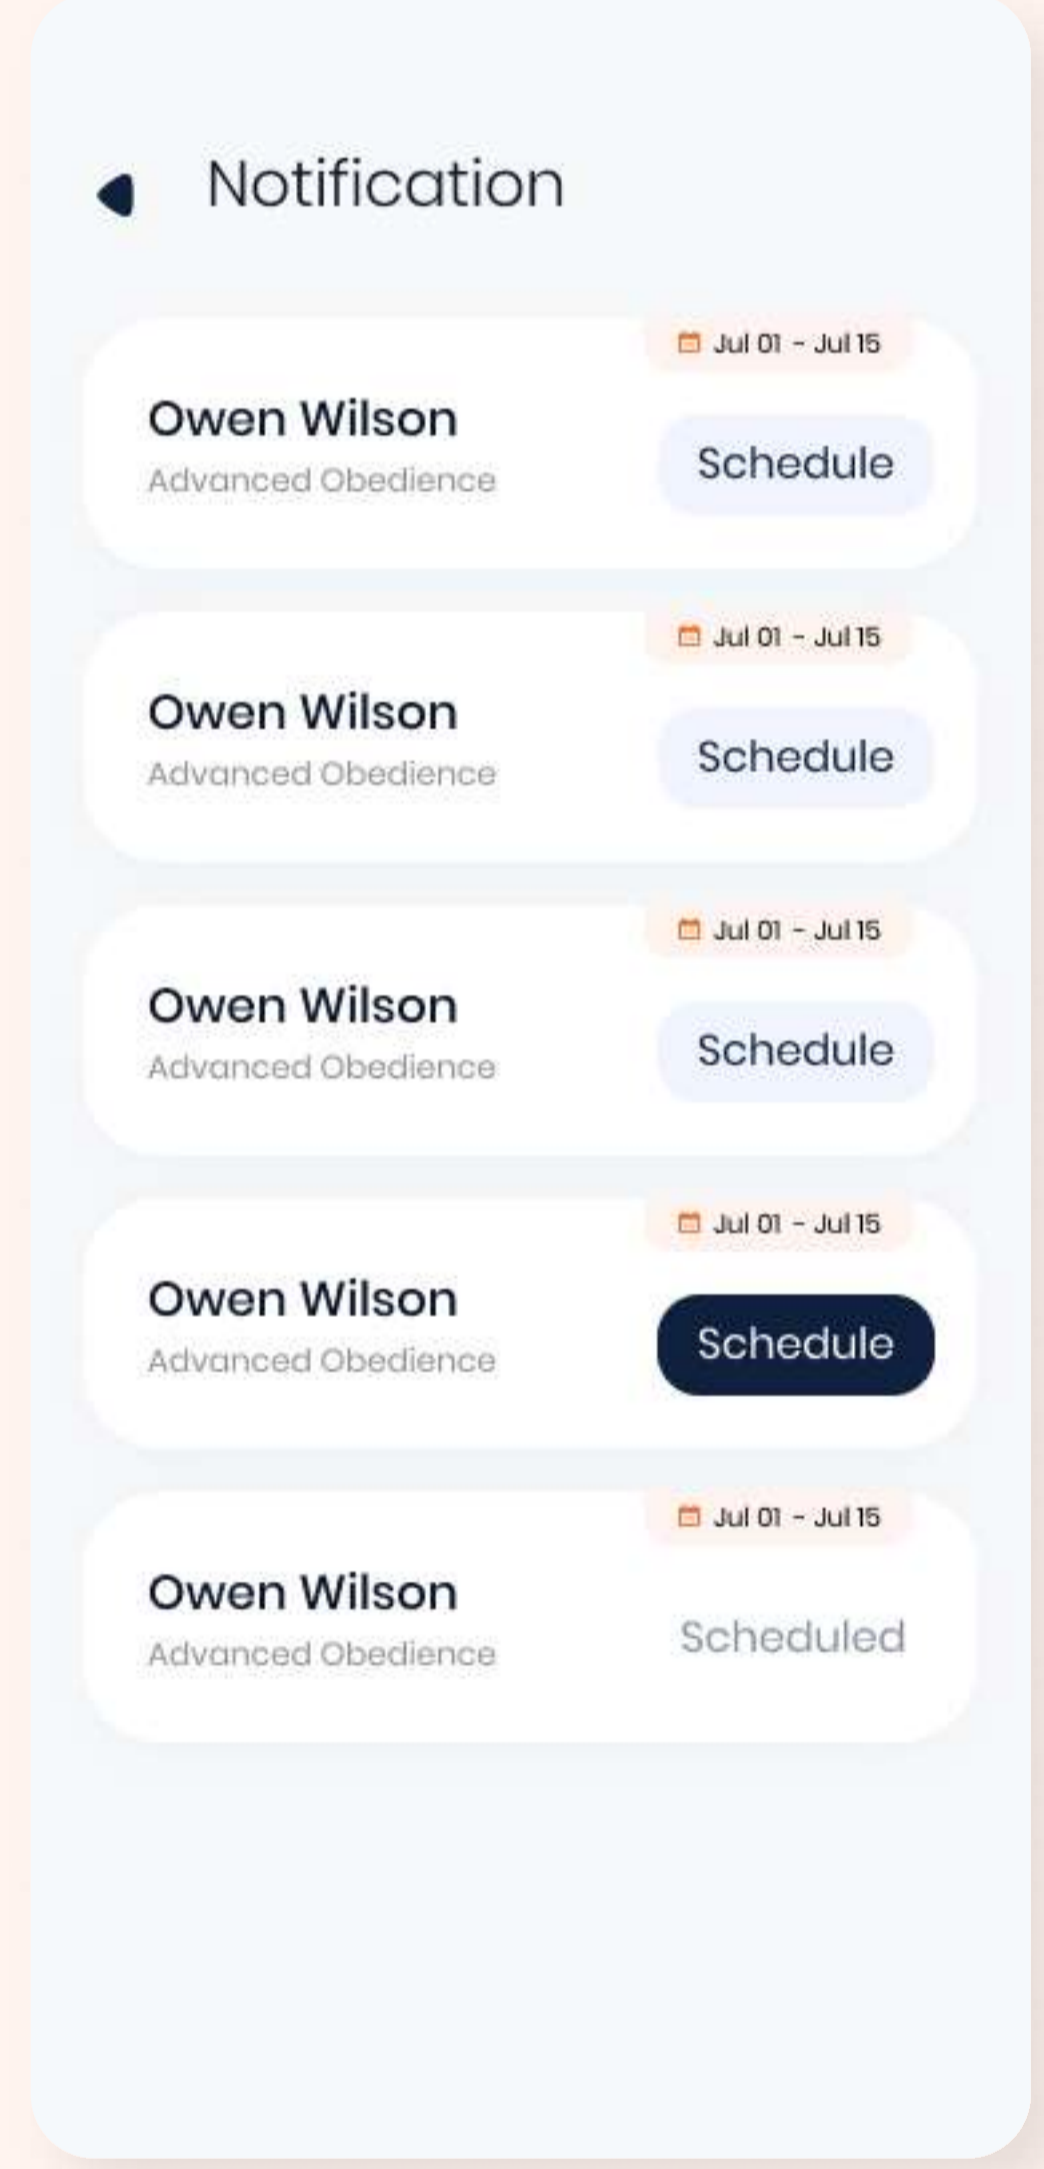 Notification
Jul 01 - Jul 15
Owen Wilson
Advanced Obedience
Schedule
Jul 01 - Jul 15
Owen Wilson
Advanced Obedience
Schedule
Jul 01 - Jul 15
Owen Wilson
Advanced Obedience
Schedule
Jul 01 - Jul 15
Owen Wilson
Advanced Obedience
Schedule
Jul 01 - Jul 15
Owen Wilson
Advanced Obedience
Scheduled